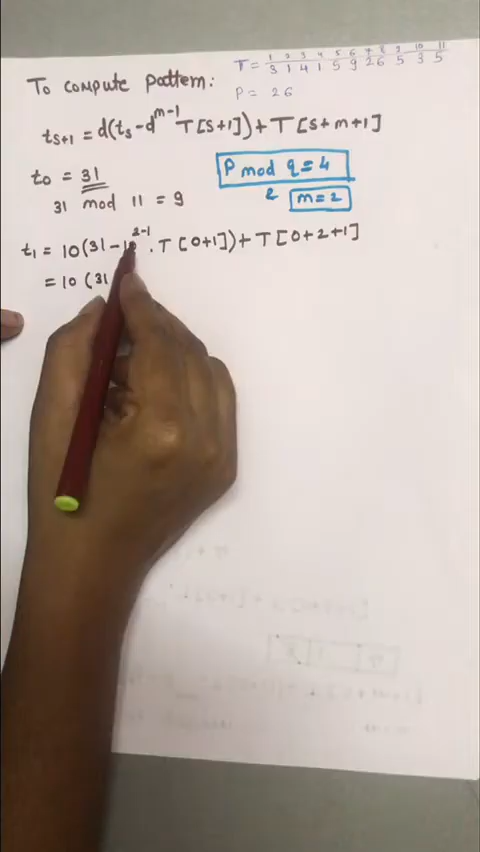 To compute pattern:
1 2 3 4 5 6 7 8 9 10 11
T = 3 1 4 1 5 9 2 6 5 3 5
P = 26
ts+1 = d(ts - d^m-1 T[s+1]) + T[s+m+1]
to = 31
P mod q = 4
31 mod 11 = 9
2 m = 2
t1 = 10(31 - 10^2-1 . T[0+1]) + T[0+2+1]
= 10 (31